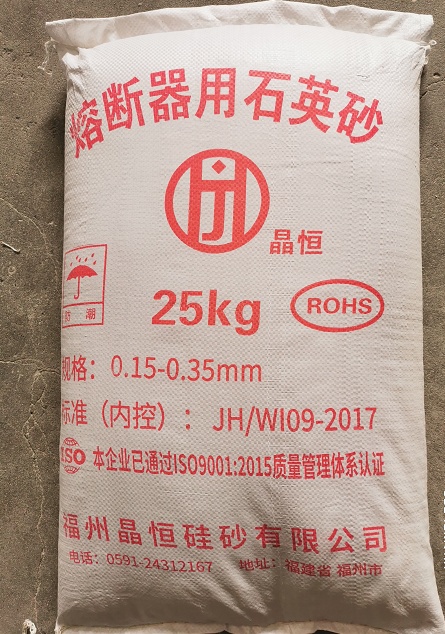 熔断器用石英砂
晶恒
防 潮
25kg
ROHS
规格：0.15-0.35mm
标准（内控）：JH/WI09-2017
ISO 本企业已通过ISO9001:2015质量管理体系认证
福州晶恒硅砂有限公司
电话：0591-24312167 地址：福建省 福州市